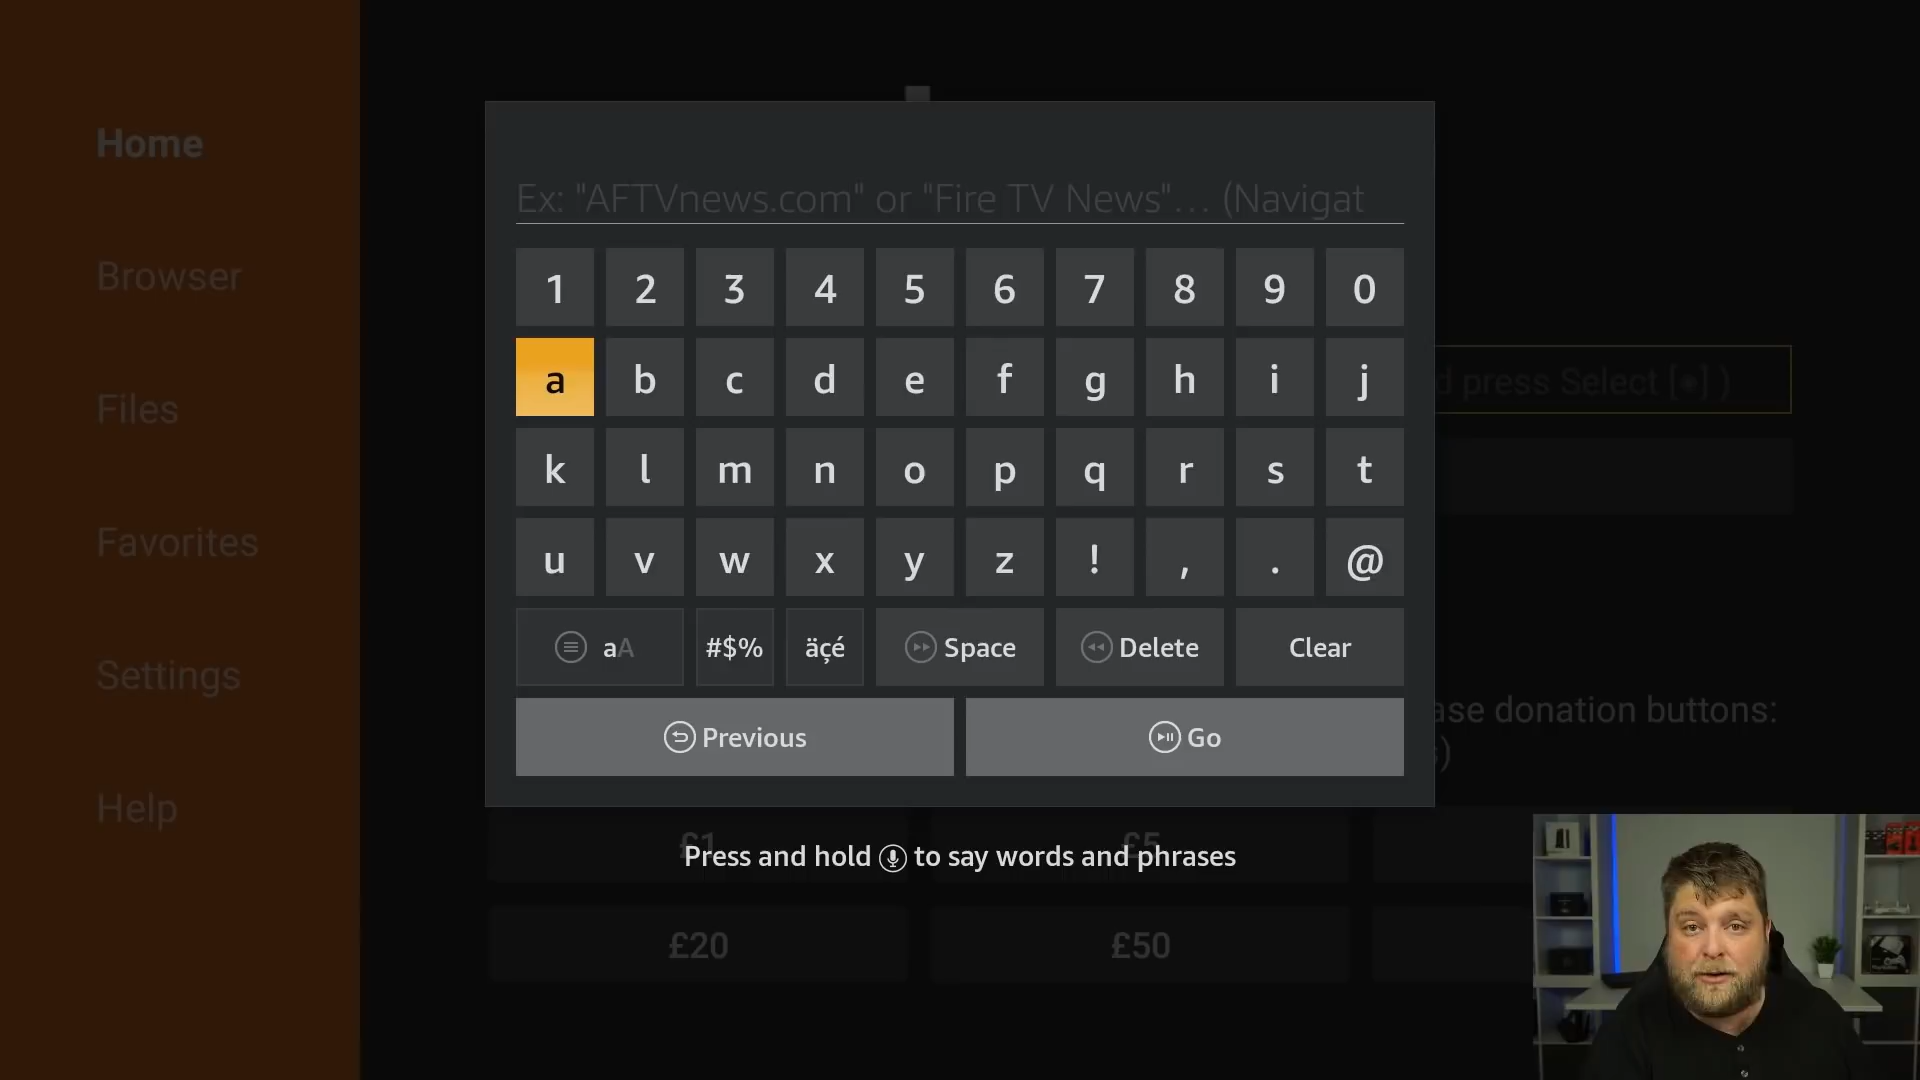 Home
Browser
Files
Favorites
Settings
Help
Ex: "AFTVnews.com" or "Fire TV News"... (Navigat
1 2 3 4 5 6 7 8 9 0
a b c d e f g h i j
k l m n o p q r s t
u v w x y z ! , . @
aA #$% äçé Space Delete Clear
Previous Go
press Select [●] )
donation buttons:
Press and hold to say words and phrases
£1 £5
£20 £50